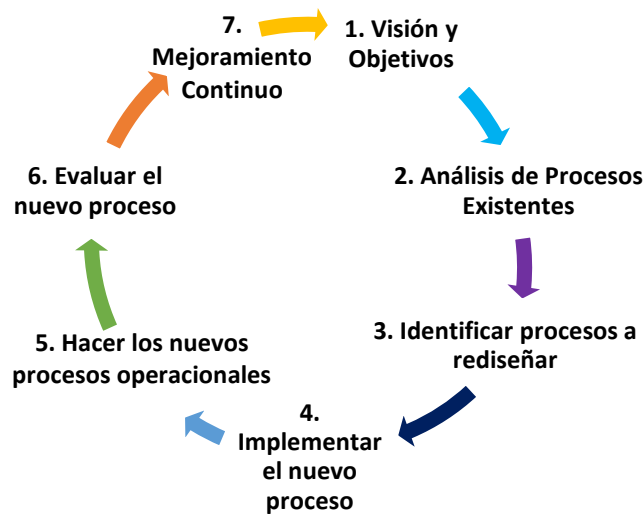 1. Visión y
Objetivos
2. Análisis de Procesos
Existentes
3. Identificar procesos a
rediseñar
4.
Implementar
el nuevo
proceso
5. Hacer los nuevos
procesos operacionales
6. Evaluar el
nuevo proceso
7.
Mejoramiento
Continuo